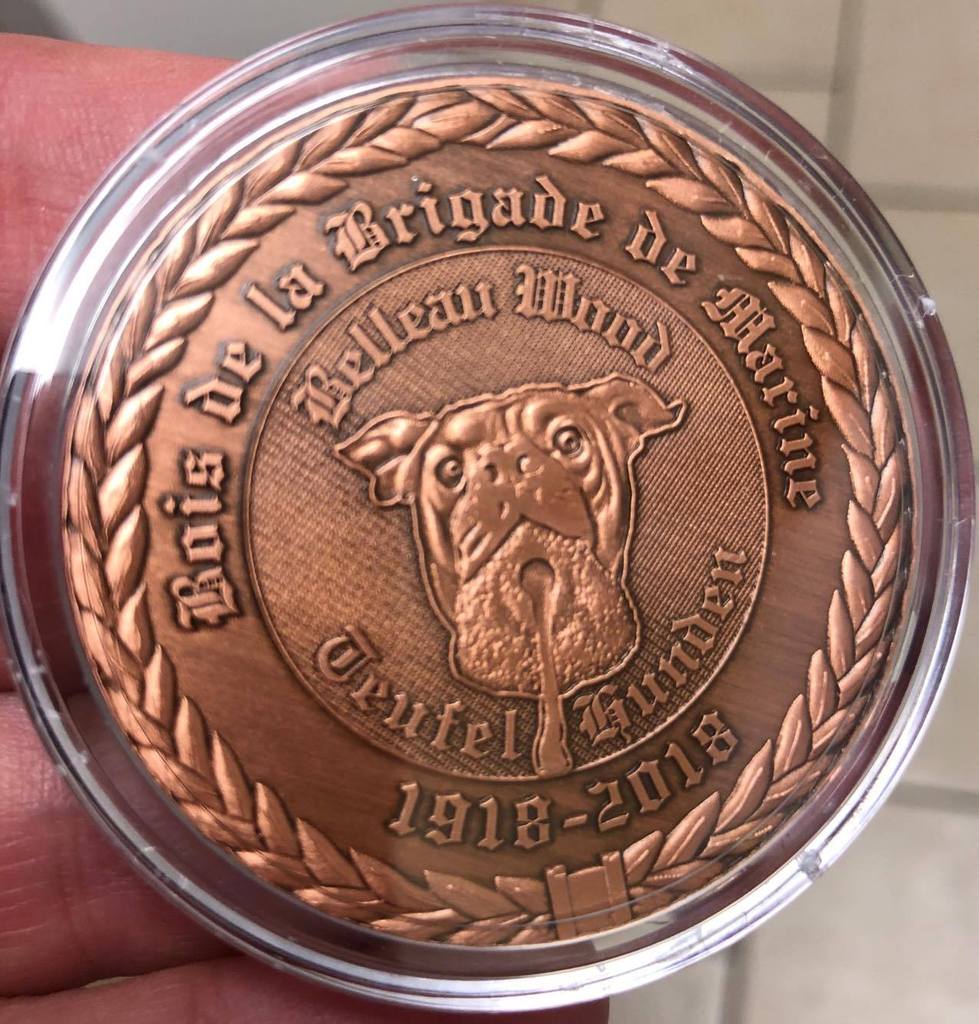 Bois de la Brigade de Marine
Belleau Wood
Teufel Hunden
1918-2018